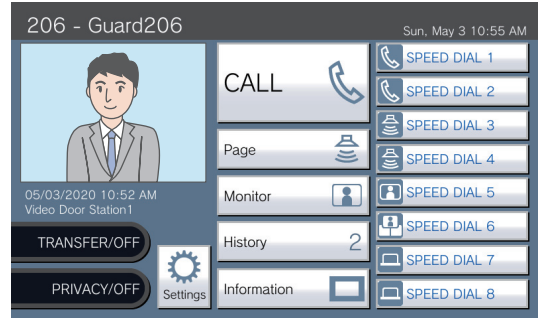 206 - Guard206
Sun, May 3 10:55 AM
05/03/2020 10:52 AM
Video Door Station1
TRANSFER/OFF
PRIVACY/OFF
Settings
CALL
Page
Monitor
History 2
Information
SPEED DIAL 1
SPEED DIAL 2
SPEED DIAL 3
SPEED DIAL 4
SPEED DIAL 5
SPEED DIAL 6
SPEED DIAL 7
SPEED DIAL 8